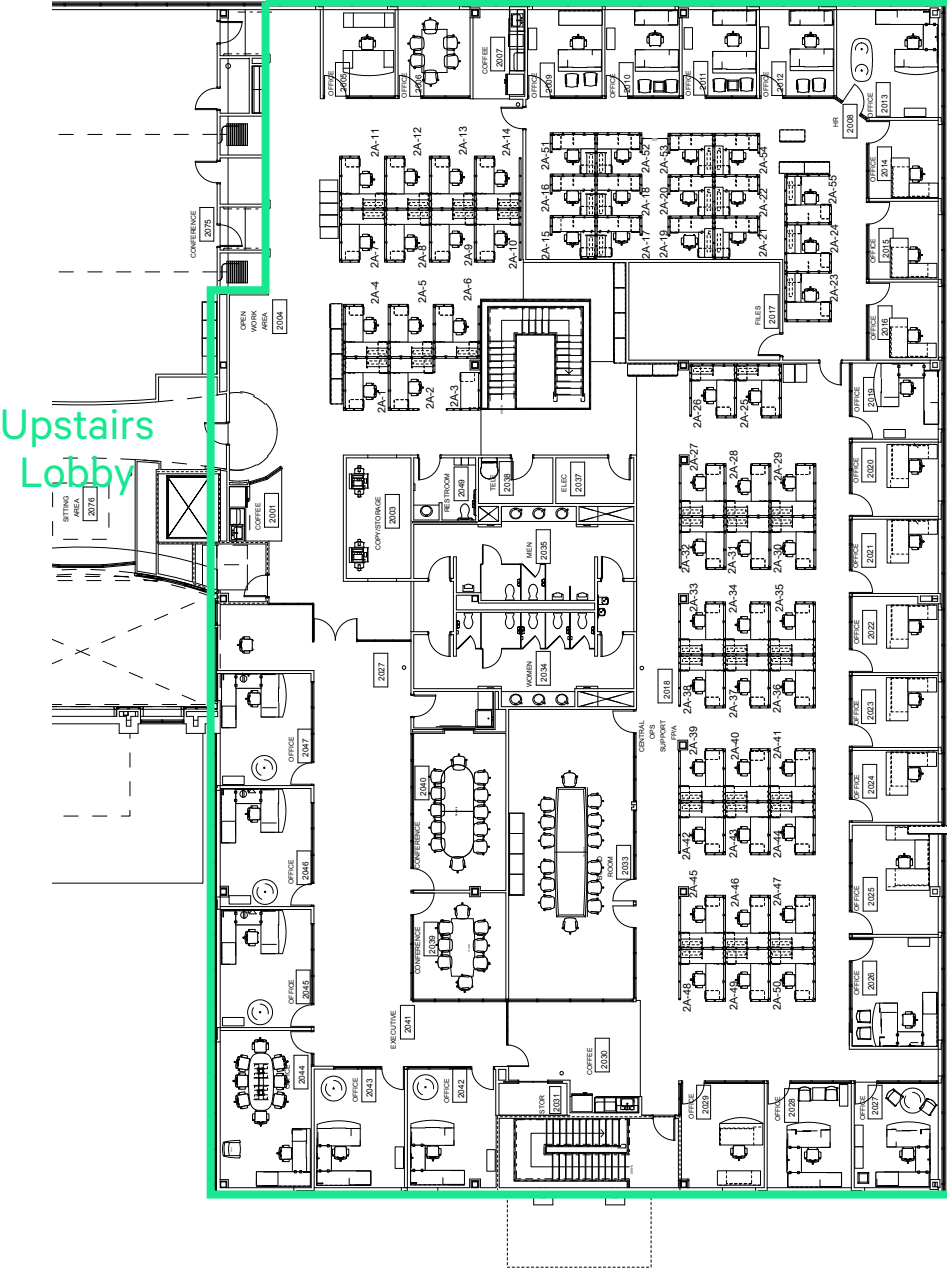 OFFICE
2005
OFFICE
2006
COFFEE
2007
OFFICE
2009
OFFICE
2010
OFFICE
2011
OFFICE
2012
OFFICE
2013
HR
2008
2A-11
2A-12
2A-13
2A-14
2A-51
2A-52
2A-53
2A-54
2A-16
2A-18
2A-20
2A-22
2A-55
OFFICE
2014
CONFERENCE
2075
2A-7
2A-8
2A-9
2A-10
2A-15
2A-17
2A-19
2A-21
2A-24
OFFICE
2015
2A-23
OPEN
WORK
AREA
2004
2A-4
2A-5
2A-6
FILES
2017
OFFICE
2016
2A-1
2A-2
2A-3
2A-26
2A-25
OFFICE
2019
Upstairs
Lobby
SITTING
AREA
2076
COFFEE
2001
COPY/STORAGE
2003
RESTROOM
2049
TELE
2038
ELEC
2037
2A-27
2A-28
2A-29
OFFICE
2020
MEN
2035
2A-32
2A-31
2A-30
OFFICE
2021
2A-33
2A-34
2A-35
OFFICE
2022
2027
WOMEN
2034
2018
CENTRAL
OPS
SUPPORT
FP/A
2A-38
2A-37
2A-36
OFFICE
2023
OFFICE
2047
CONFERENCE
2040
2A-39
2A-40
2A-41
OFFICE
2024
OFFICE
2046
ROOM
2033
2A-42
2A-43
2A-44
OFFICE
2025
CONFERENCE
2039
2A-45
2A-46
2A-47
OFFICE
2045
2A-48
2A-49
2A-50
OFFICE
2026
EXECUTIVE
2041
COFFEE
2030
2044
OFFICE
2043
OFFICE
2042
STOR
2031
OFFICE
2029
OFFICE
2028
OFFICE
2027